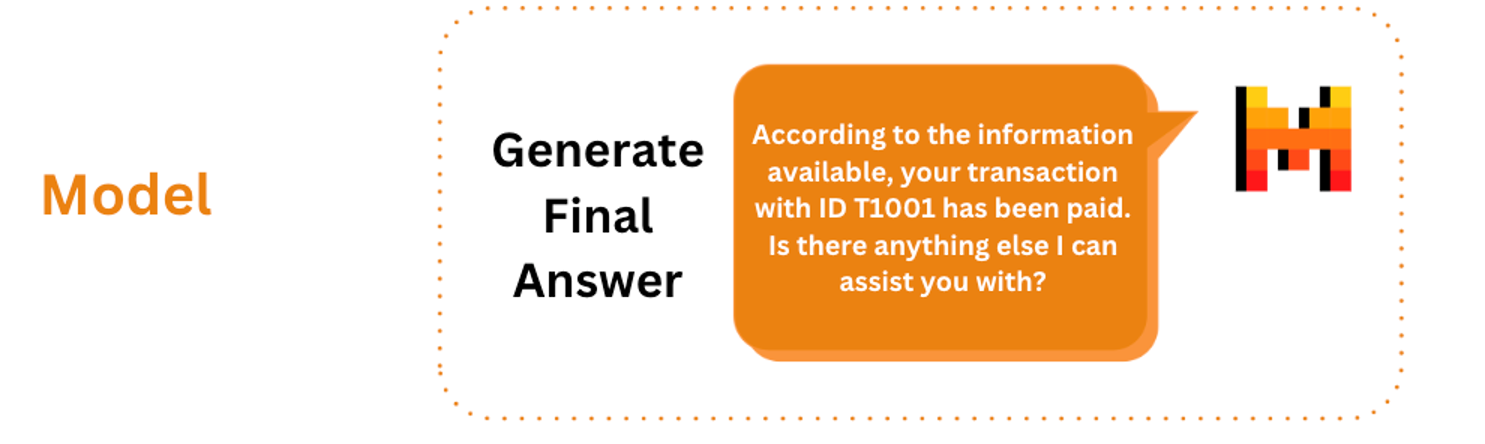 Model
Generate
Final
Answer
According to the information
available, your transaction
with ID T1001 has been paid.
Is there anything else I can
assist you with?